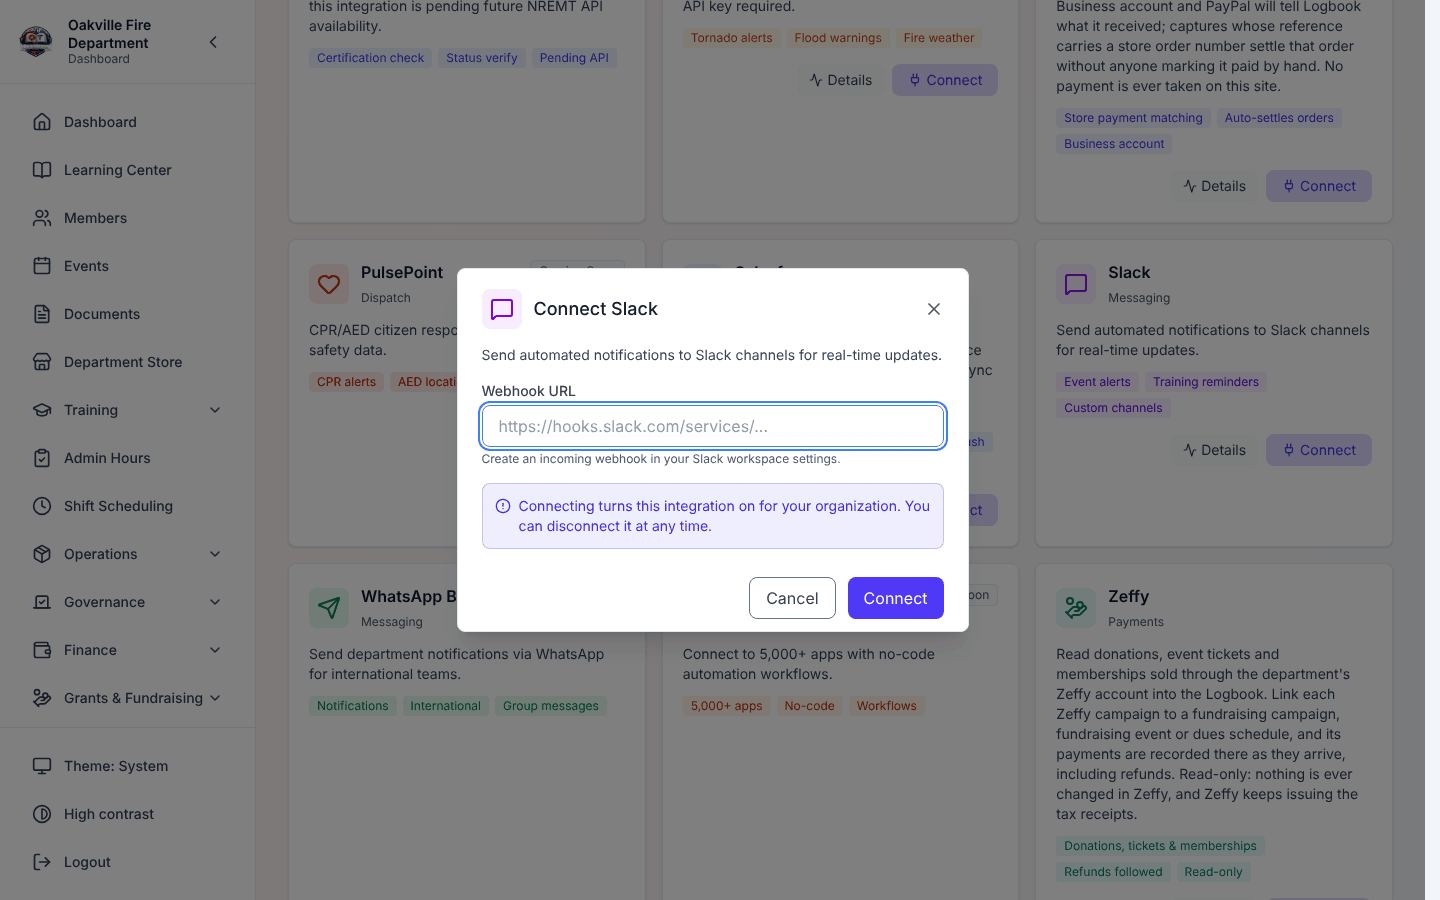 Oakville Fire
Department
Dashboard
Dashboard
Learning Center
Members
Events
Documents
Department Store
Training
Admin Hours
Shift Scheduling
Operations
Governance
Finance
Grants & Fundraising
Theme: System
High contrast
Logout
this integration is pending future NREMT API
availability.
Certification check
Status verify
Pending API
API key required.
Tornado alerts
Flood warnings
Fire weather
Details
Connect
Business account and PayPal will tell Logbook
what it received; captures whose reference
carries a store order number settle that order
without anyone marking it paid by hand. No
payment is ever taken on this site.
Store payment matching
Auto-settles orders
Business account
Details
Connect
PulsePoint
Dispatch
CPR/AED citizen respo
safety data.
CPR alerts
AED locati
Slack
Messaging
Send automated notifications to Slack channels
for real-time updates.
Event alerts
Training reminders
Custom channels
Details
Connect
Connect Slack
Send automated notifications to Slack channels for real-time updates.
Webhook URL
https://hooks.slack.com/services/...
Create an incoming webhook in your Slack workspace settings.
Connecting turns this integration on for your organization. You
can disconnect it at any time.
Cancel
Connect
WhatsApp B
Messaging
Send department notifications via WhatsApp
for international teams.
Notifications
International
Group messages
oon
Connect to 5,000+ apps with no-code
automation workflows.
5,000+ apps
No-code
Workflows
Zeffy
Payments
Read donations, event tickets and
memberships sold through the department's
Zeffy account into the Logbook. Link each
Zeffy campaign to a fundraising campaign,
fundraising event or dues schedule, and its
payments are recorded there as they arrive,
including refunds. Read-only: nothing is ever
changed in Zeffy, and Zeffy keeps issuing the
tax receipts.
Donations, tickets & memberships
Refunds followed
Read-only